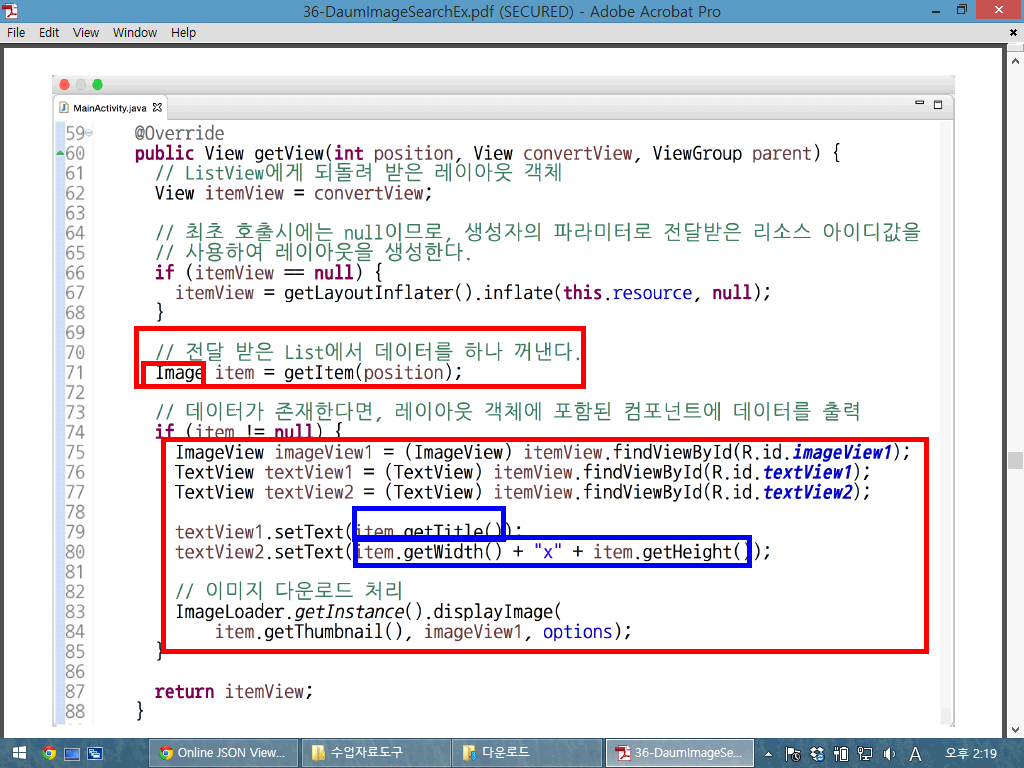 36-DaumImageSearchEx.pdf (SECURED) - Adobe Acrobat Pro
File Edit View Window Help
MainActivity.java
59 @Override
60 public View getView(int position, View convertView, ViewGroup parent) {
61 // ListView에게 되돌려 받은 레이아웃 객체
62 View itemView = convertView;
63
64 // 최초 호출시에는 null이므로, 생성자의 파라미터로 전달받은 리소스 아이디값을
65 // 사용하여 레이아웃을 생성한다.
66 if (itemView == null) {
67 itemView = getLayoutInflater().inflate(this.resource, null);
68 }
69
70 // 전달 받은 List에서 데이터를 하나 꺼낸다.
71 Image item = getItem(position);
72
73 // 데이터가 존재한다면, 레이아웃 객체에 포함된 컴포넌트에 데이터를 출력
74 if (item != null) {
75 ImageView imageView1 = (ImageView) itemView.findViewById(R.id.imageView1);
76 TextView textView1 = (TextView) itemView.findViewById(R.id.textView1);
77 TextView textView2 = (TextView) itemView.findViewById(R.id.textView2);
78
79 textView1.setText(item.getTitle());
80 textView2.setText(item.getWidth() + "x" + item.getHeight());
81
82 // 이미지 다운로드 처리
83 ImageLoader.getInstance().displayImage(
84 item.getThumbnail(), imageView1, options);
85 }
86
87 return itemView;
88 }
Online JSON View... 수업자료도구 다운로드 36-DaumImageSe... A 오후 2:19